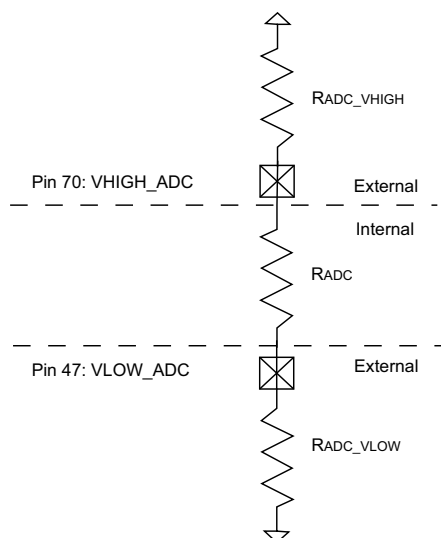 RADC_VHIGH
Pin 70: VHIGH_ADC
External
Internal
RADC
Pin 47: VLOW_ADC
External
RADC_VLOW